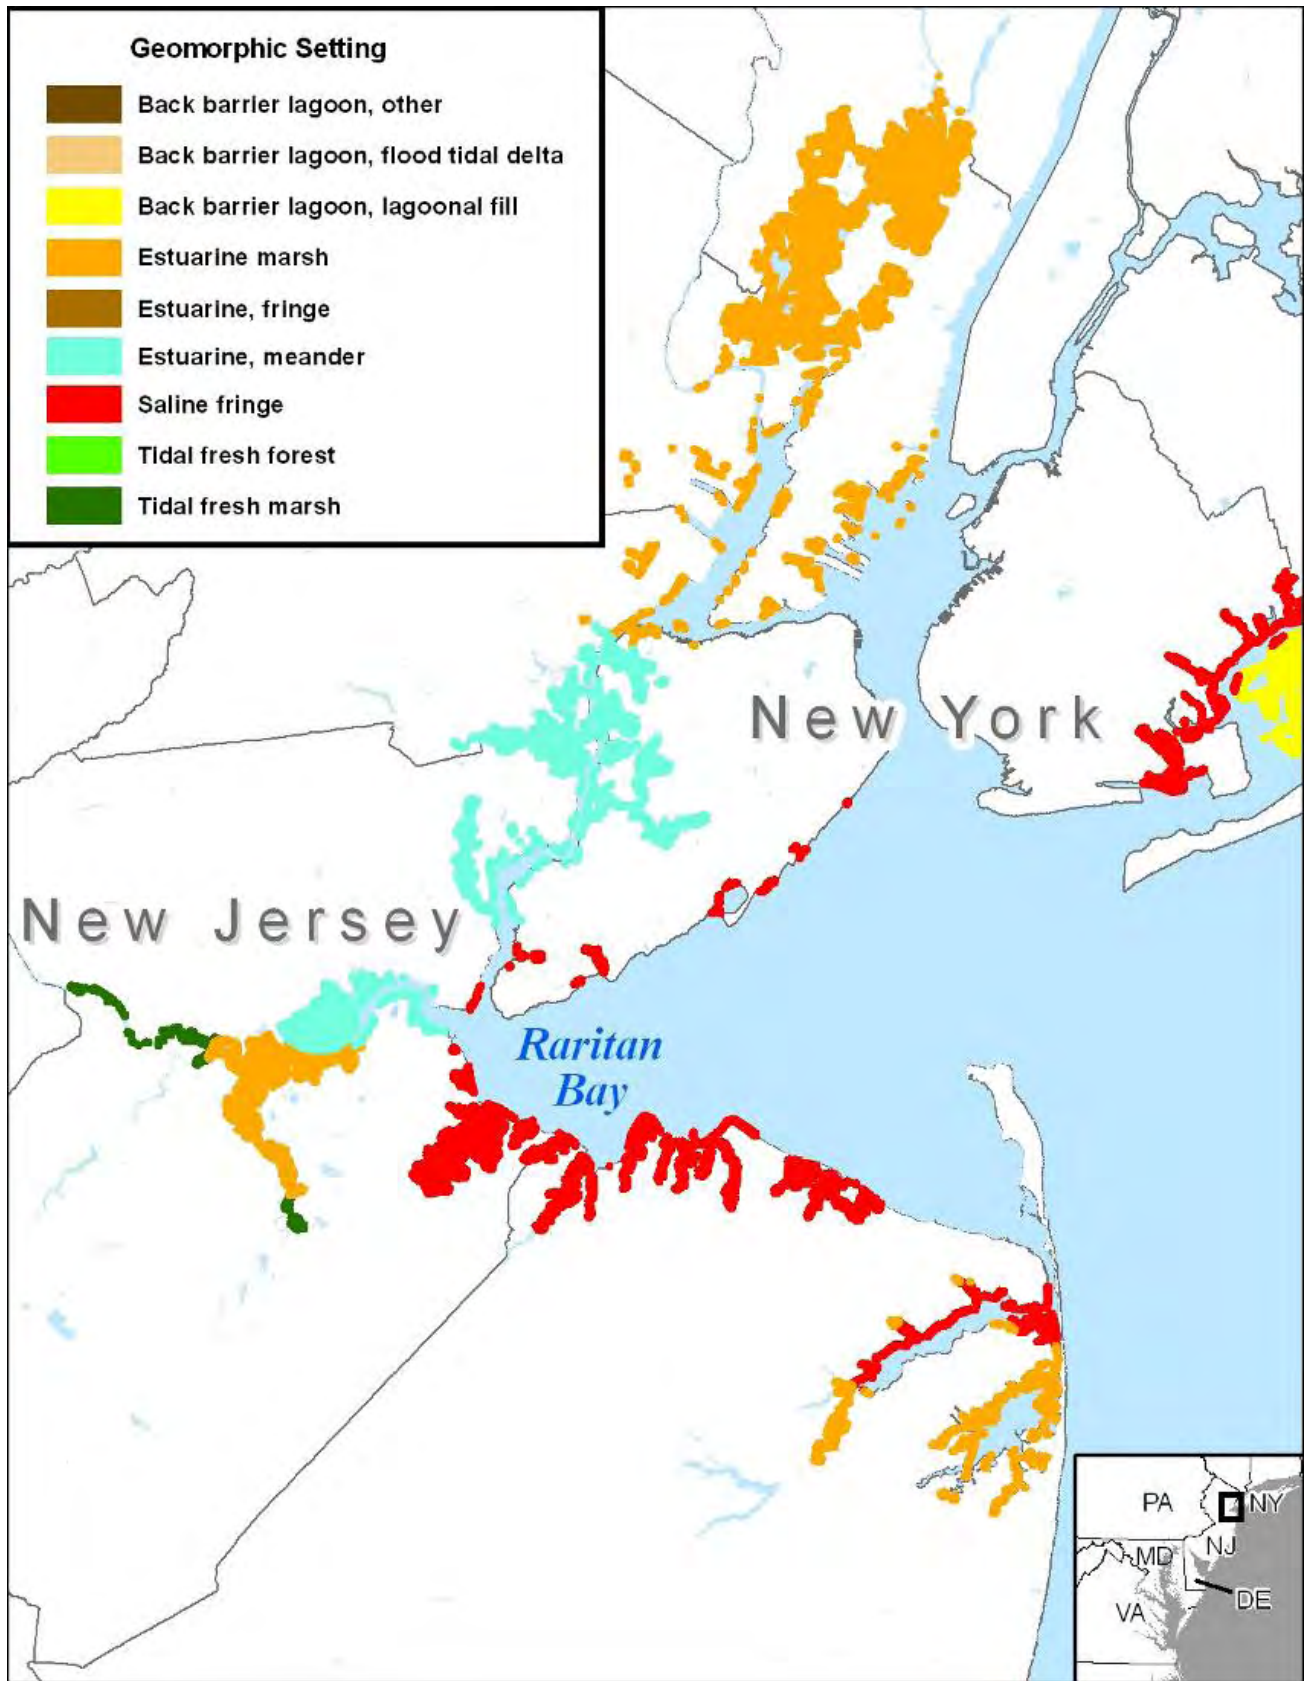 Geomorphic Setting
Back barrier lagoon, other
Back barrier lagoon, flood tidal delta
Back barrier lagoon, lagoonal fill
Estuarine marsh
Estuarine, fringe
Estuarine, meander
Saline fringe
Tidal fresh forest
Tidal fresh marsh
New York
New Jersey
Raritan
Bay
PA
NY
NJ
MD
DE
VA